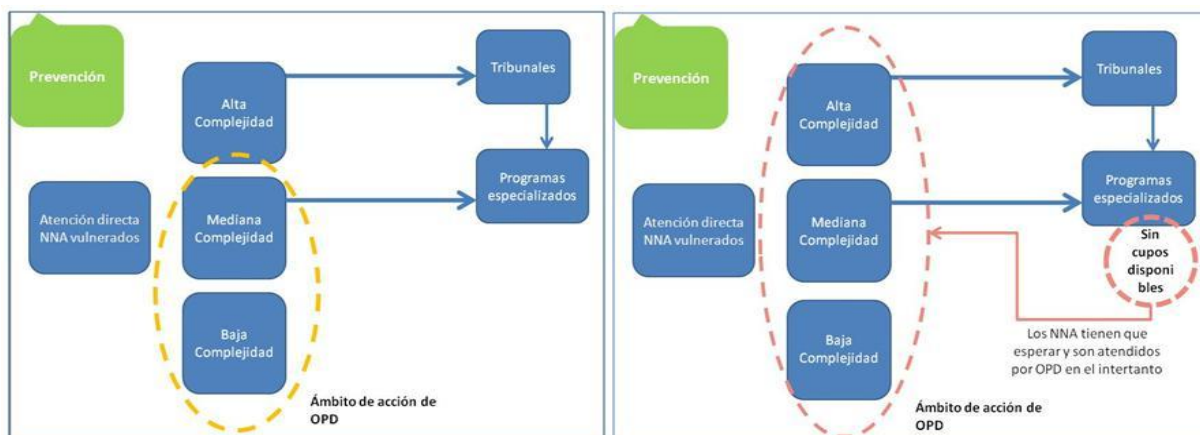 Prevención
Alta
Complejidad
Tribunales
Atención directa
NNA vulnerados
Mediana
Complejidad
Programas
especializados
Baja
Complejidad
Ámbito de acción de
OPD
Prevención
Alta
Complejidad
Tribunales
Atención directa
NNA vulnerados
Mediana
Complejidad
Programas
especializados
Sin
cupos
disponi
bles
Baja
Complejidad
Los NNA tienen que
esperar y son atendidos
por OPD en el intertanto
Ámbito de acción de
OPD